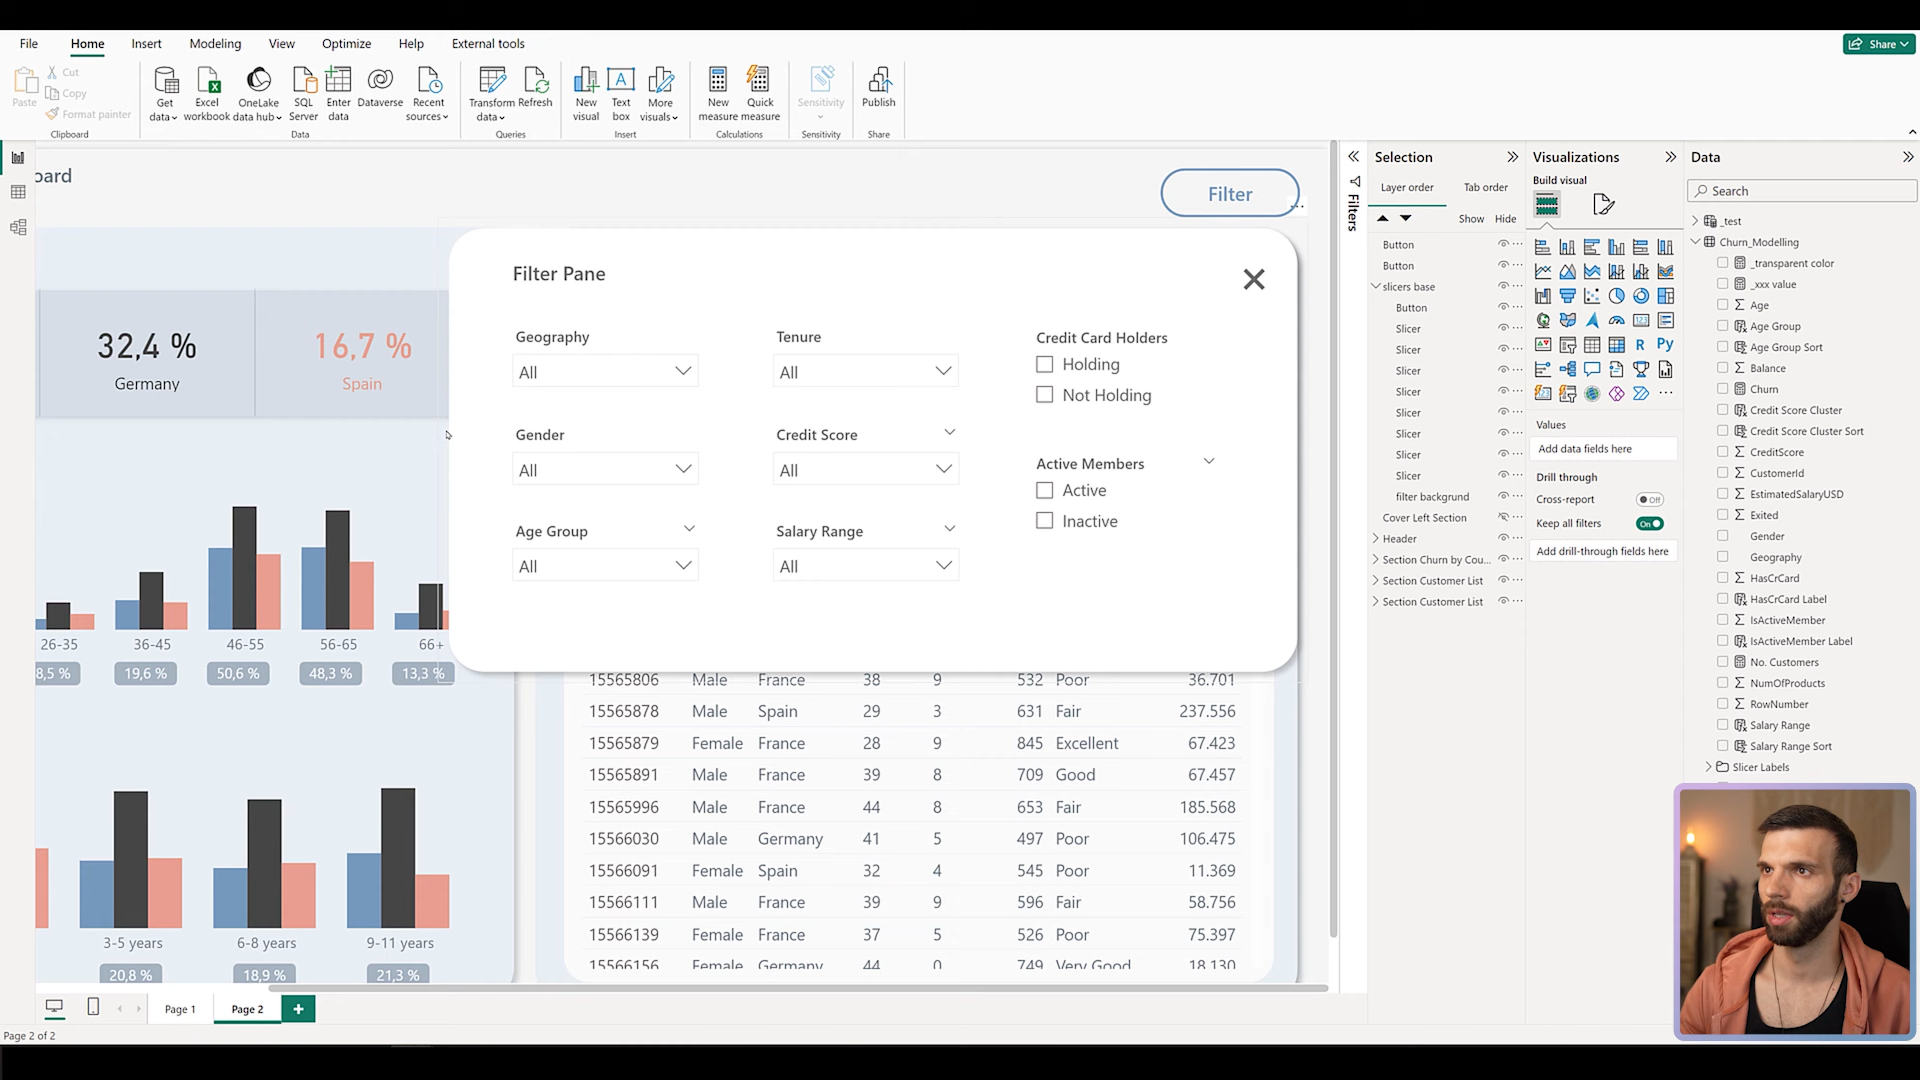 File Home Insert Modeling View Optimize Help External tools
Share
Paste
Cut
Copy
Format painter
Clipboard
Get data
Excel workbook
OneLake data hub
SQL Server
Enter data
Dataverse
Recent sources
Data
Transform data
Refresh
Queries
New visual
Text box
More visuals
Insert
New measure
Quick measure
Calculations
Sensitivity
Sensitivity
Publish
Share
oard
Filter
32,4 %
Germany
16,7 %
Spain
26-35 36-45 46-55 56-65 66+
8,5 % 19,6 % 50,6 % 48,3 % 13,3 %
3-5 years 6-8 years 9-11 years
20,8 % 18,9 % 21,3 %
Filter Pane
Geography
All
Gender
All
Age Group
All
Tenure
All
Credit Score
All
Salary Range
All
Credit Card Holders
Holding
Not Holding
Active Members
Active
Inactive
15565806 Male France 38 9 532 Poor 36.701
15565878 Male Spain 29 3 631 Fair 237.556
15565879 Female France 28 9 845 Excellent 67.423
15565891 Male France 39 8 709 Good 67.457
15565996 Male France 44 8 653 Fair 185.568
15566030 Male Germany 41 5 497 Poor 106.475
15566091 Female Spain 32 4 545 Poor 11.369
15566111 Male France 39 9 596 Fair 58.756
15566139 Female France 37 5 526 Poor 75.397
15566156 Female Germany 44 0 749 Very Good 18.130
Page 1 Page 2
Page 2 of 2
Filters
Selection
Layer order Tab order
Show Hide
Button
Button
slicers base
Button
Slicer
Slicer
Slicer
Slicer
Slicer
Slicer
Slicer
Slicer
filter backgrund
Cover Left Section
Header
Section Churn by Cou...
Section Customer List
Section Customer List
Visualizations
Build visual
123
R
Py
Values
Add data fields here
Drill through
Cross-report Off
Keep all filters On
Add drill-through fields here
Data
Search
_test
Churn_Modelling
_transparent color
_xxx value
Age
Age Group
Age Group Sort
Balance
Churn
Credit Score Cluster
Credit Score Cluster Sort
CreditScore
CustomerId
EstimatedSalaryUSD
Exited
Gender
Geography
HasCrCard
HasCrCard Label
IsActiveMember
IsActiveMember Label
No. Customers
NumOfProducts
RowNumber
Salary Range
Salary Range Sort
Slicer Labels